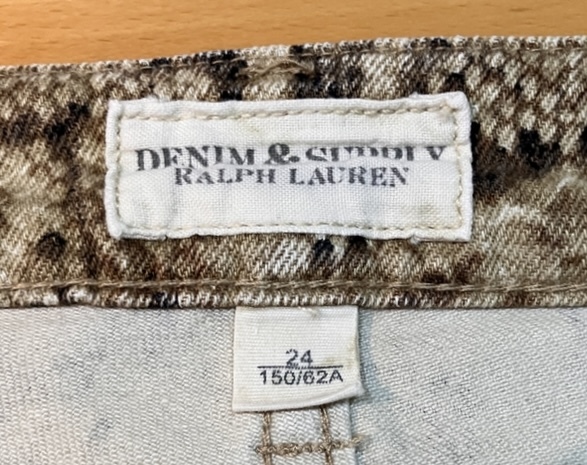 DENIM & SUPPLY
RALPH LAUREN
24
150/62A